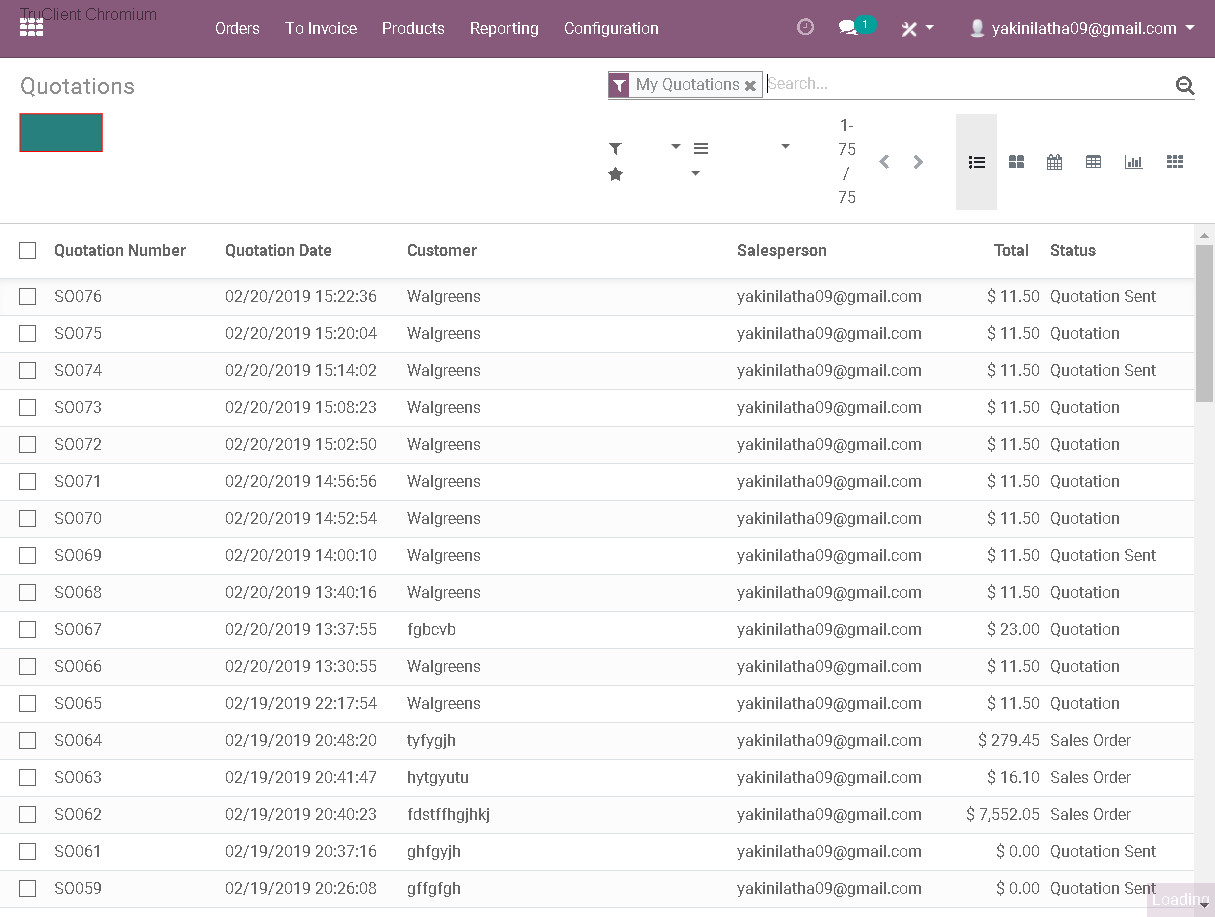 TruClient Chromium
Orders To Invoice Products Reporting Configuration 1 yakinilatha09@gmail.com
Quotations
My Quotations Search...
1-
75
/
75
Quotation Number Quotation Date Customer Salesperson Total Status
SO076 02/20/2019 15:22:36 Walgreens yakinilatha09@gmail.com $ 11.50 Quotation Sent
SO075 02/20/2019 15:20:04 Walgreens yakinilatha09@gmail.com $ 11.50 Quotation
SO074 02/20/2019 15:14:02 Walgreens yakinilatha09@gmail.com $ 11.50 Quotation Sent
SO073 02/20/2019 15:08:23 Walgreens yakinilatha09@gmail.com $ 11.50 Quotation
SO072 02/20/2019 15:02:50 Walgreens yakinilatha09@gmail.com $ 11.50 Quotation
SO071 02/20/2019 14:56:56 Walgreens yakinilatha09@gmail.com $ 11.50 Quotation
SO070 02/20/2019 14:52:54 Walgreens yakinilatha09@gmail.com $ 11.50 Quotation
SO069 02/20/2019 14:00:10 Walgreens yakinilatha09@gmail.com $ 11.50 Quotation Sent
SO068 02/20/2019 13:40:16 Walgreens yakinilatha09@gmail.com $ 11.50 Quotation
SO067 02/20/2019 13:37:55 fgbcvb yakinilatha09@gmail.com $ 23.00 Quotation
SO066 02/20/2019 13:30:55 Walgreens yakinilatha09@gmail.com $ 11.50 Quotation
SO065 02/19/2019 22:17:54 Walgreens yakinilatha09@gmail.com $ 11.50 Quotation
SO064 02/19/2019 20:48:20 tyfygjh yakinilatha09@gmail.com $ 279.45 Sales Order
SO063 02/19/2019 20:41:47 hytgyutu yakinilatha09@gmail.com $ 16.10 Sales Order
SO062 02/19/2019 20:40:23 fdstffhgjhkj yakinilatha09@gmail.com $ 7,552.05 Sales Order
SO061 02/19/2019 20:37:16 ghfgyjh yakinilatha09@gmail.com $ 0.00 Quotation Sent
SO059 02/19/2019 20:26:08 gffgfgh yakinilatha09@gmail.com $ 0.00 Quotation Sent
Loading